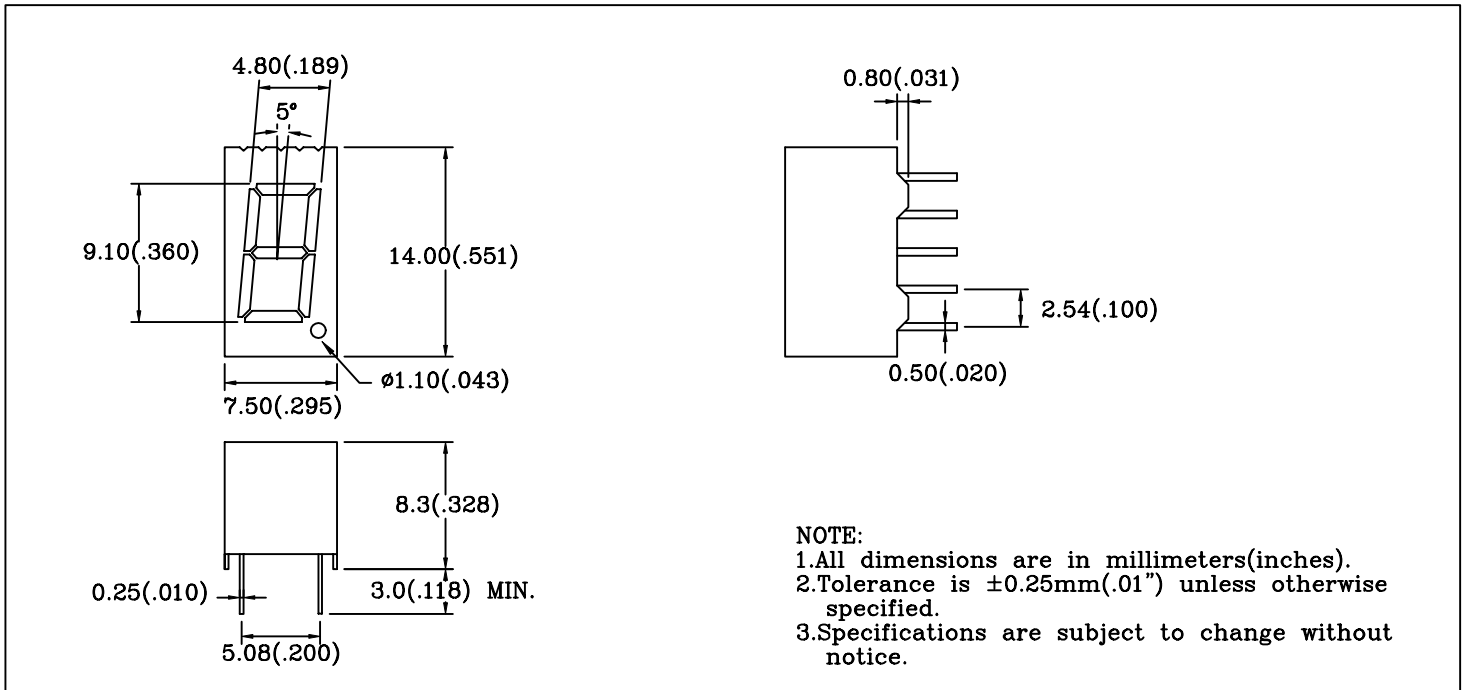 4.80(.189)
5°
9.10(.360)
14.00(.551)
ø1.10(.043)
7.50(.295)
8.3(.328)
0.25(.010)
3.0(.118) MIN.
5.08(.200)
0.80(.031)
2.54(.100)
0.50(.020)
NOTE:
1.All dimensions are in millimeters(inches).
2.Tolerance is ±0.25mm(.01") unless otherwise
specified.
3.Specifications are subject to change without
notice.